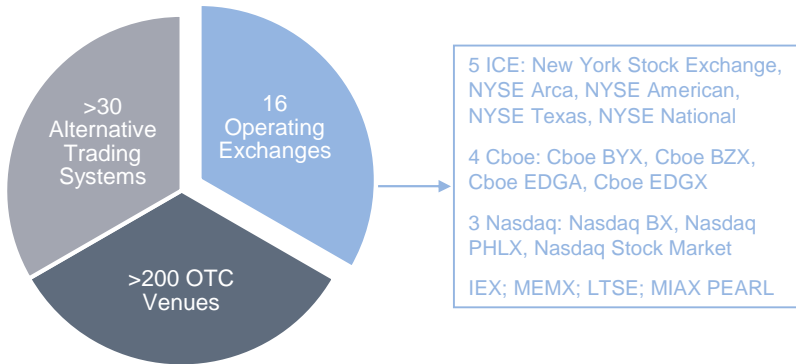 >30
Alternative
Trading
Systems
16
Operating
Exchanges
>200 OTC
Venues
5 ICE: New York Stock Exchange,
NYSE Arca, NYSE American,
NYSE Texas, NYSE National
4 Cboe: Cboe BYX, Cboe BZX,
Cboe EDGA, Cboe EDGX
3 Nasdaq: Nasdaq BX, Nasdaq
PHLX, Nasdaq Stock Market
IEX; MEMX; LTSE; MIAX PEARL